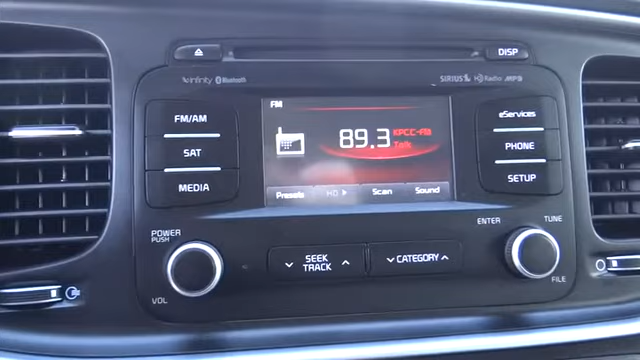 DISP
infinity Bluetooth
SIRIUS HD Radio MP3
FM/AM
SAT
MEDIA
FM
89.3 KPCC-FM
Talk
Presets HD Scan Sound
eServices
PHONE
SETUP
POWER
PUSH
VOL
SEEK
TRACK
CATEGORY
ENTER
TUNE
FILE